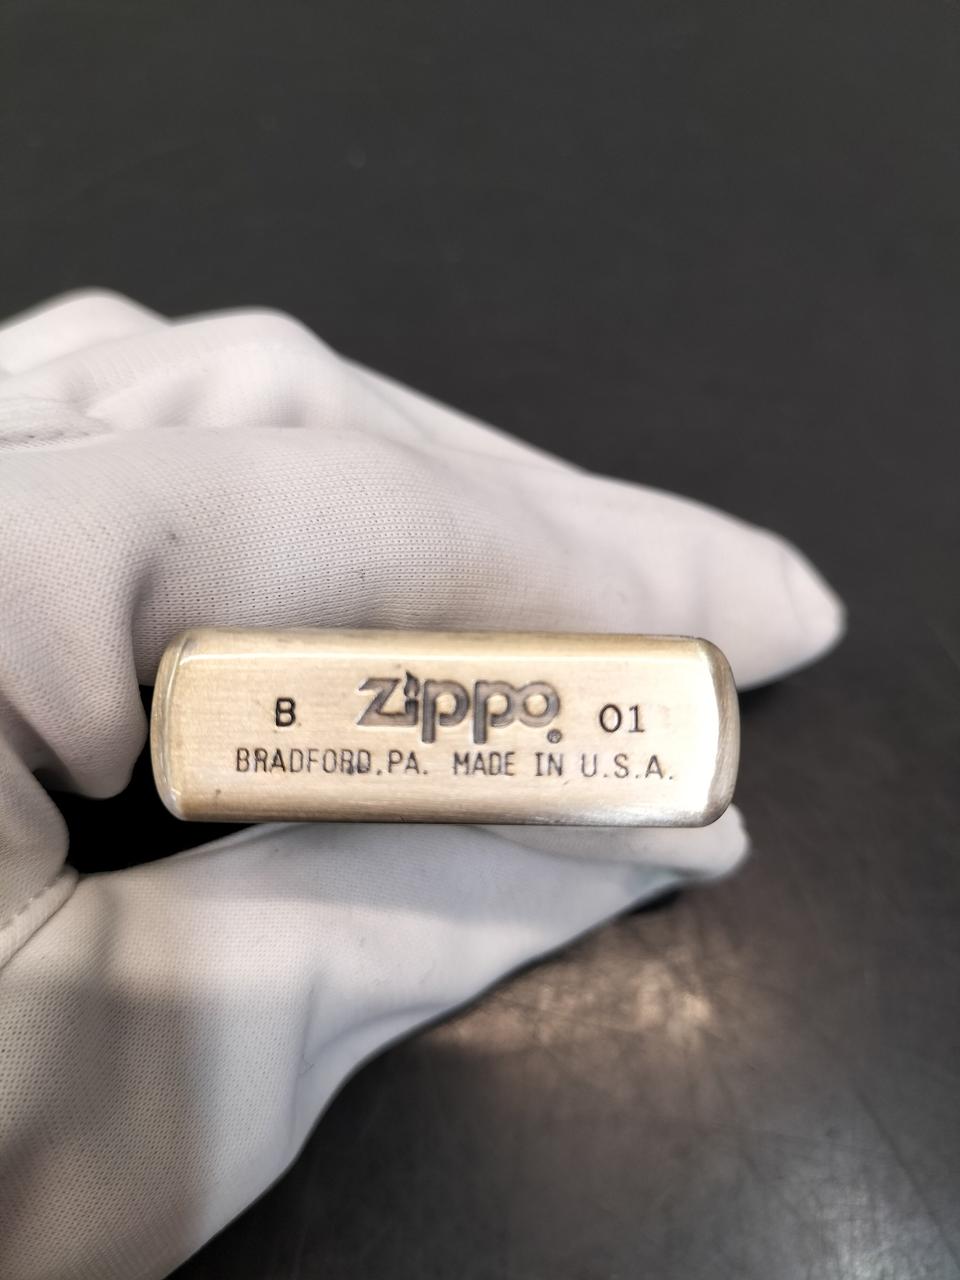 B zippo® 01
BRADFORD, PA. MADE IN U.S.A.